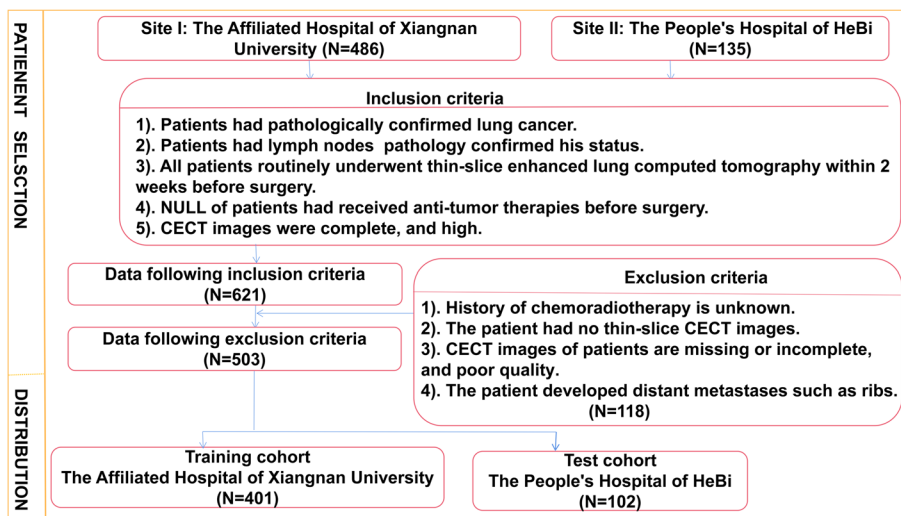 PATIENENT SELSCTION
Site I: The Affiliated Hospital of Xiangnan
University (N=486)
Site II: The People's Hospital of HeBi
(N=135)
Inclusion criteria
1). Patients had pathologically confirmed lung cancer.
2). Patients had lymph nodes pathology confirmed his status.
3). All patients routinely underwent thin-slice enhanced lung computed tomography within 2
weeks before surgery.
4). NULL of patients had received anti-tumor therapies before surgery.
5). CECT images were complete, and high.
Data following inclusion criteria
(N=621)
Exclusion criteria
1). History of chemoradiotherapy is unknown.
2). The patient had no thin-slice CECT images.
3). CECT images of patients are missing or incomplete,
and poor quality.
4). The patient developed distant metastases such as ribs.
(N=118)
Data following exclusion criteria
(N=503)
DISTRIBUTION
Training cohort
The Affiliated Hospital of Xiangnan University
(N=401)
Test cohort
The People's Hospital of HeBi
(N=102)